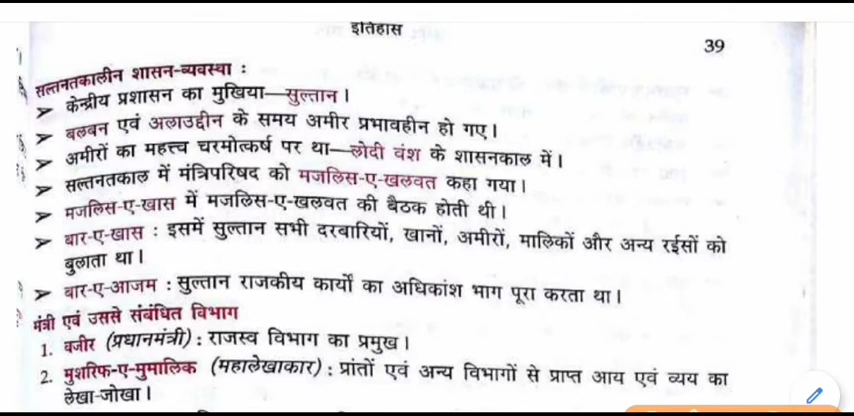 इतिहास
39
सल्तनतकालीन शासन-व्यवस्था :
➤ केन्द्रीय प्रशासन का मुखिया—सुल्तान।
➤ बलबन एवं अलाउद्दीन के समय अमीर प्रभावहीन हो गए।
➤ अमीरों का महत्त्व चरमोत्कर्ष पर था—लोदी वंश के शासनकाल में।
➤ सल्तनतकाल में मंत्रिपरिषद को मजलिस-ए-खलवत कहा गया।
➤ मजलिस-ए-खास में मजलिस-ए-खलवत की बैठक होती थी।
➤ बार-ए-खास : इसमें सुल्तान सभी दरबारियों, खानों, अमीरों, मालिकों और अन्य रईसों को
बुलाता था।
➤ बार-ए-आजम : सुल्तान राजकीय कार्यों का अधिकांश भाग पूरा करता था।
मंत्री एवं उससे संबंधित विभाग
1. वजीर (प्रधानमंत्री) : राजस्व विभाग का प्रमुख।
2. मुशरिफ-ए-मुमालिक (महालेखाकार) : प्रांतों एवं अन्य विभागों से प्राप्त आय एवं व्यय का
लेखा-जोखा।